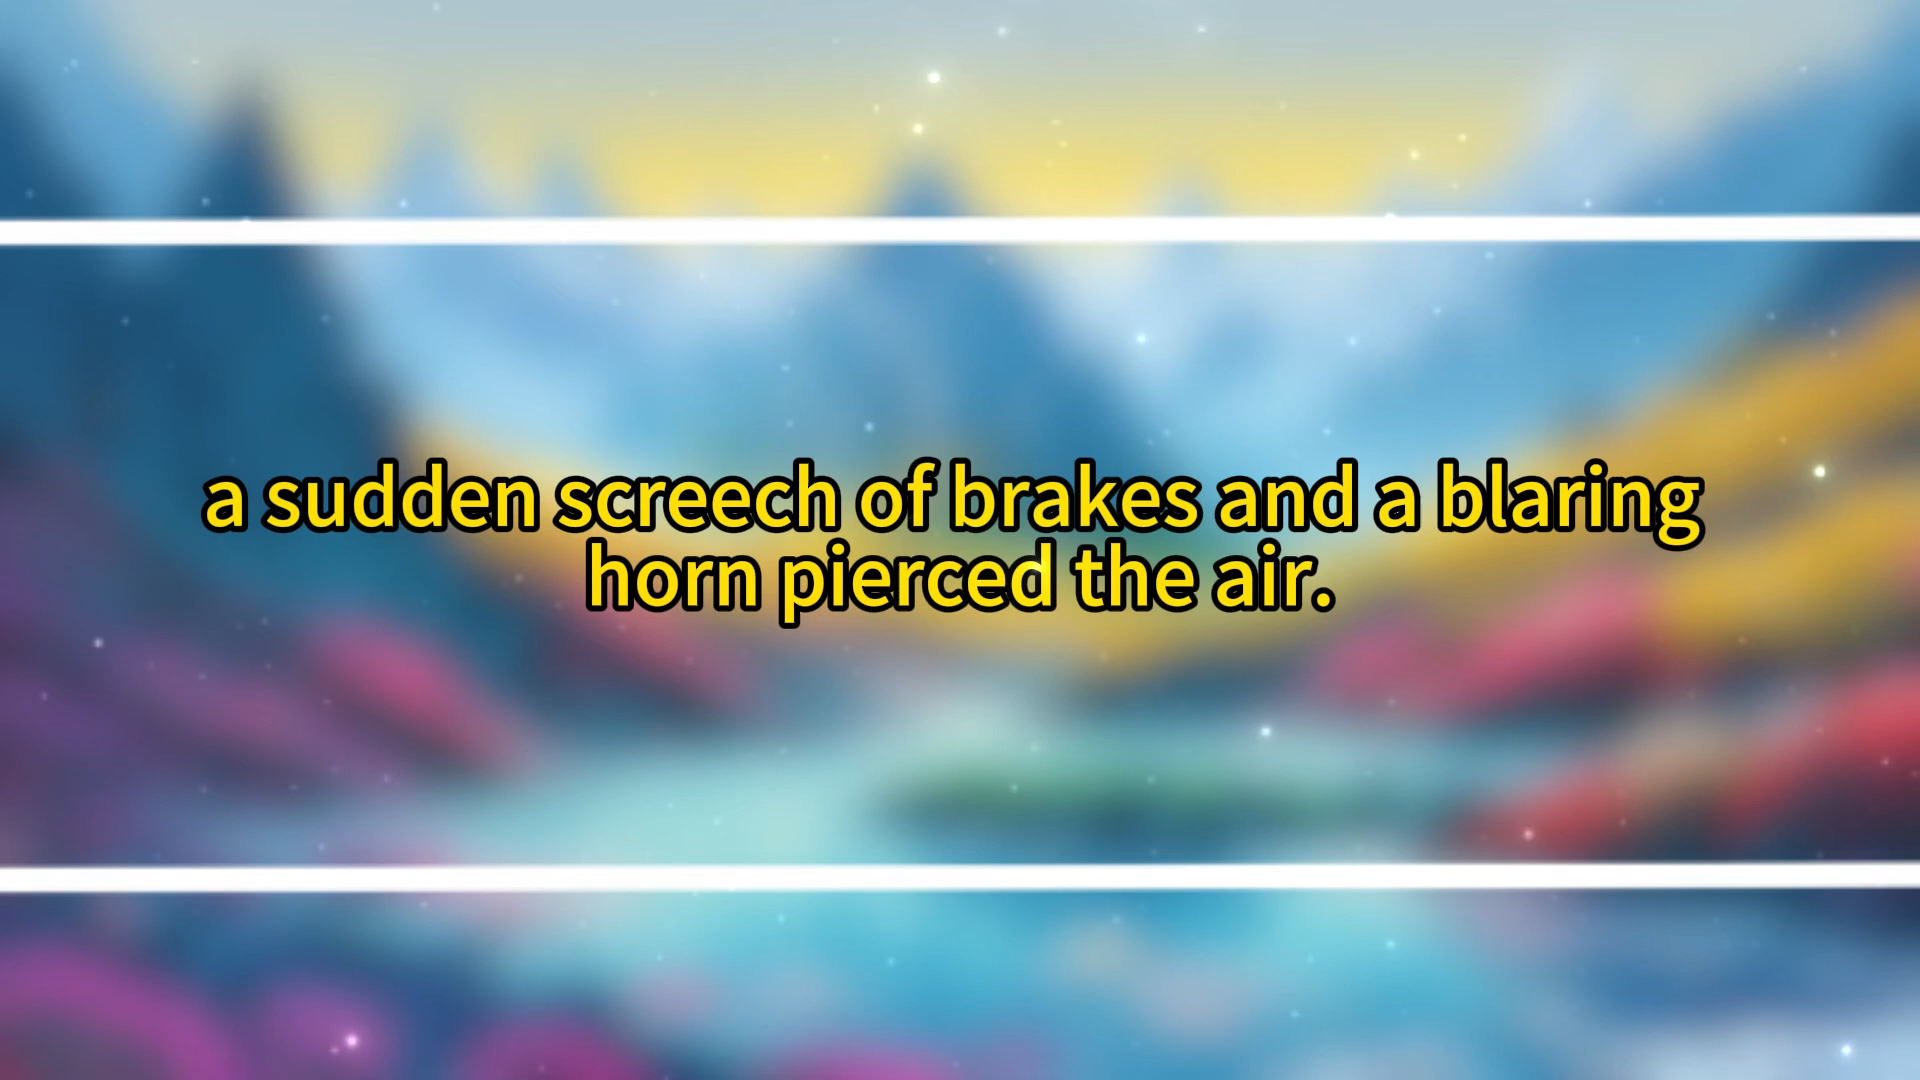 a sudden screech of brakes and a blaring
horn pierced the air.